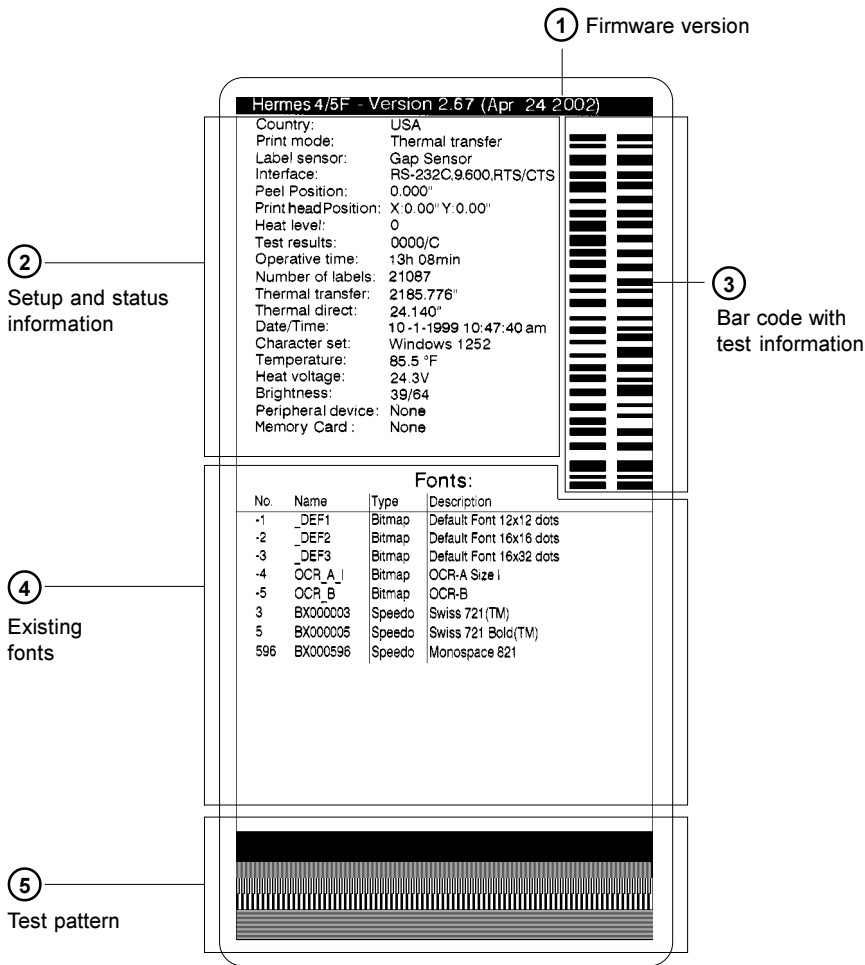 1 Firmware version
Hermes 4/5F - Version 2.67 (Apr 24 2002)
Country: USA
Print mode: Thermal transfer
Label sensor: Gap Sensor
Interface: RS-232C,9.600,RTS/CTS
Peel Position: 0.000"
Print head Position: X:0.00" Y:0.00"
Heat level: 0
Test results: 0000/C
Operative time: 13h 08min
Number of labels: 21087
Thermal transfer: 2185.776"
Thermal direct: 24.140"
Date/Time: 10-1-1999 10:47:40 am
Character set: Windows 1252
Temperature: 85.5 °F
Heat voltage: 24.3V
Brightness: 39/64
Peripheral device: None
Memory Card : None
2
Setup and status
information
3
Bar code with
test information
Fonts:
No. Name Type Description
-1 _DEF1 Bitmap Default Font 12x12 dots
-2 _DEF2 Bitmap Default Font 16x16 dots
-3 _DEF3 Bitmap Default Font 16x32 dots
-4 OCR_A_I Bitmap OCR-A Size I
-5 OCR_B Bitmap OCR-B
3 BX000003 Speedo Swiss 721(TM)
5 BX000005 Speedo Swiss 721 Bold(TM)
596 BX000596 Speedo Monospace 821
4
Existing
fonts
5
Test pattern